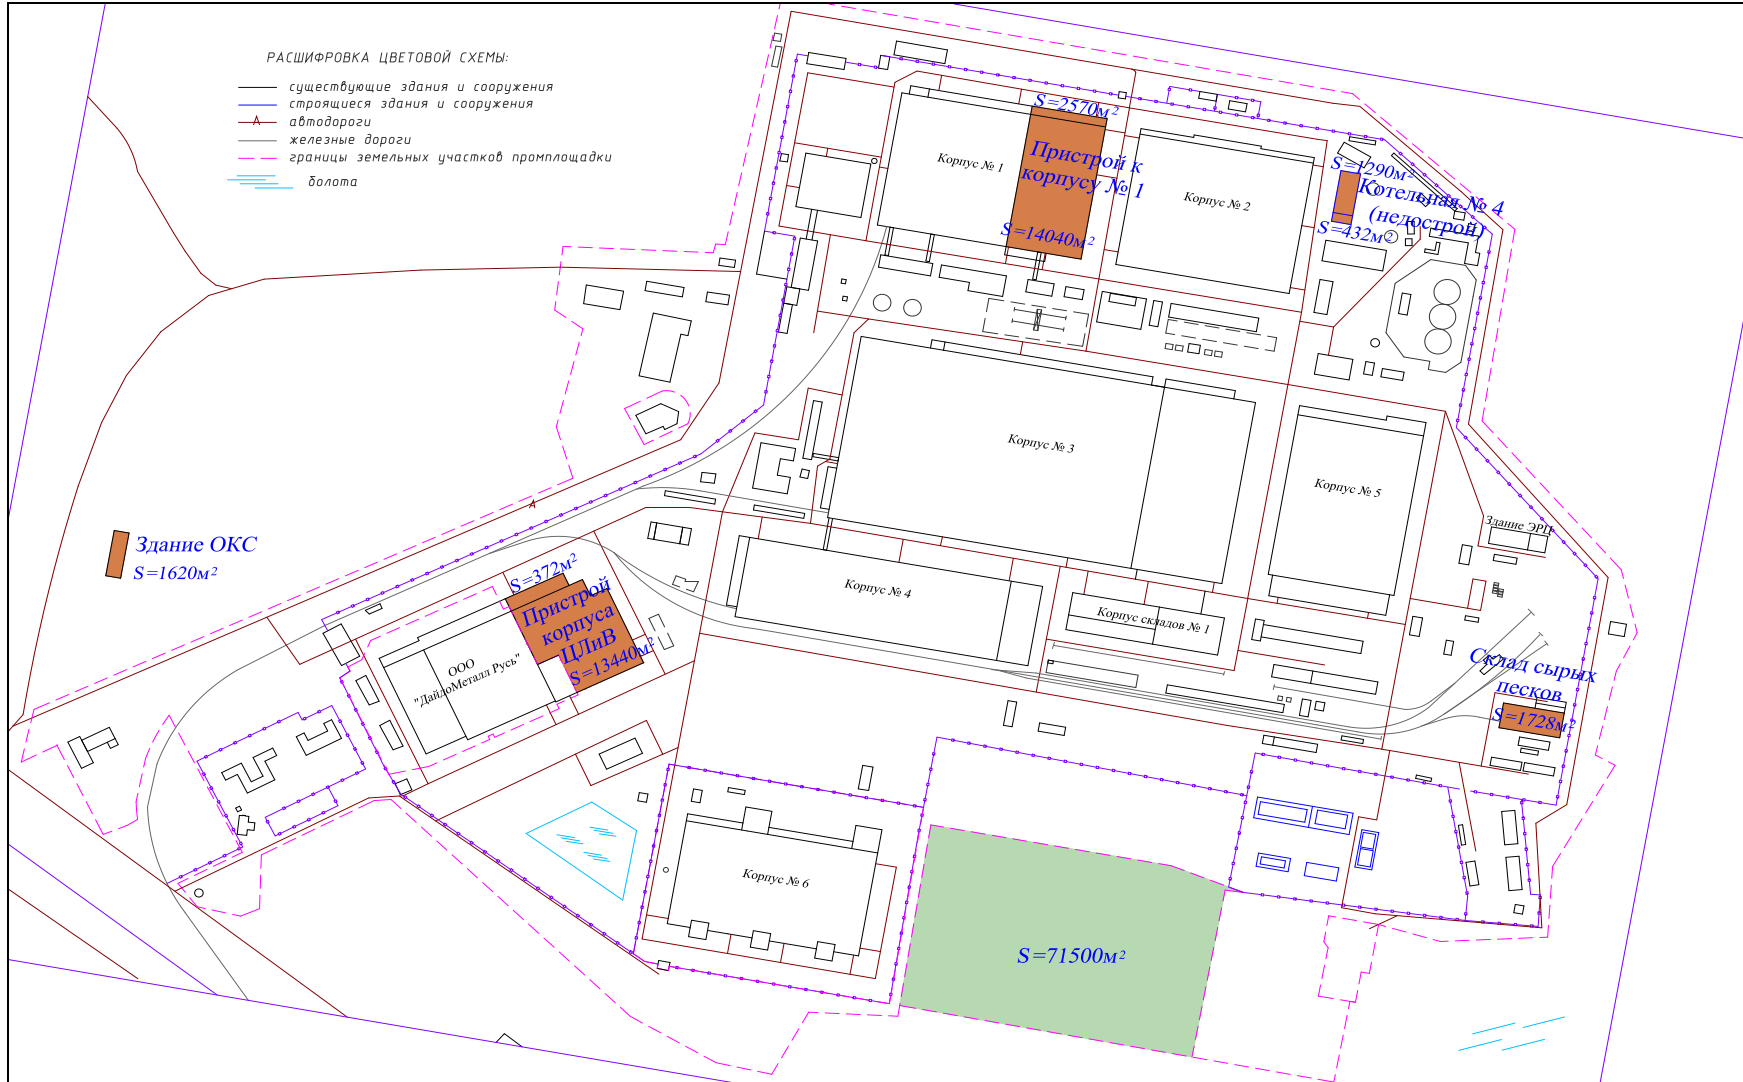 РАСШИФРОВКА ЦВЕТОВОЙ СХЕМЫ:
существующие здания и сооружения
строящиеся здания и сооружения
А автодороги
железные дороги
границы земельных участков промплощадки
болота
S=2570м²
Корпус № 1
Пристрой к
корпусу № 1
S=14040м²
Корпус № 2
S=1290м²
Котельная № 4
(недострой)
S=432м²
Корпус № 3
Корпус № 5
А
Здание ЭРЦ
Здание ОКС
S=1620м²
S=372м²
Пристрой
корпуса
ЦЛиВ
S=13440м²
ООО
"ДайдоМеталл Русь"
Корпус № 4
Корпус складов № 1
Склад сырых
песков
S=1728м²
Корпус № 6
S=71500м²